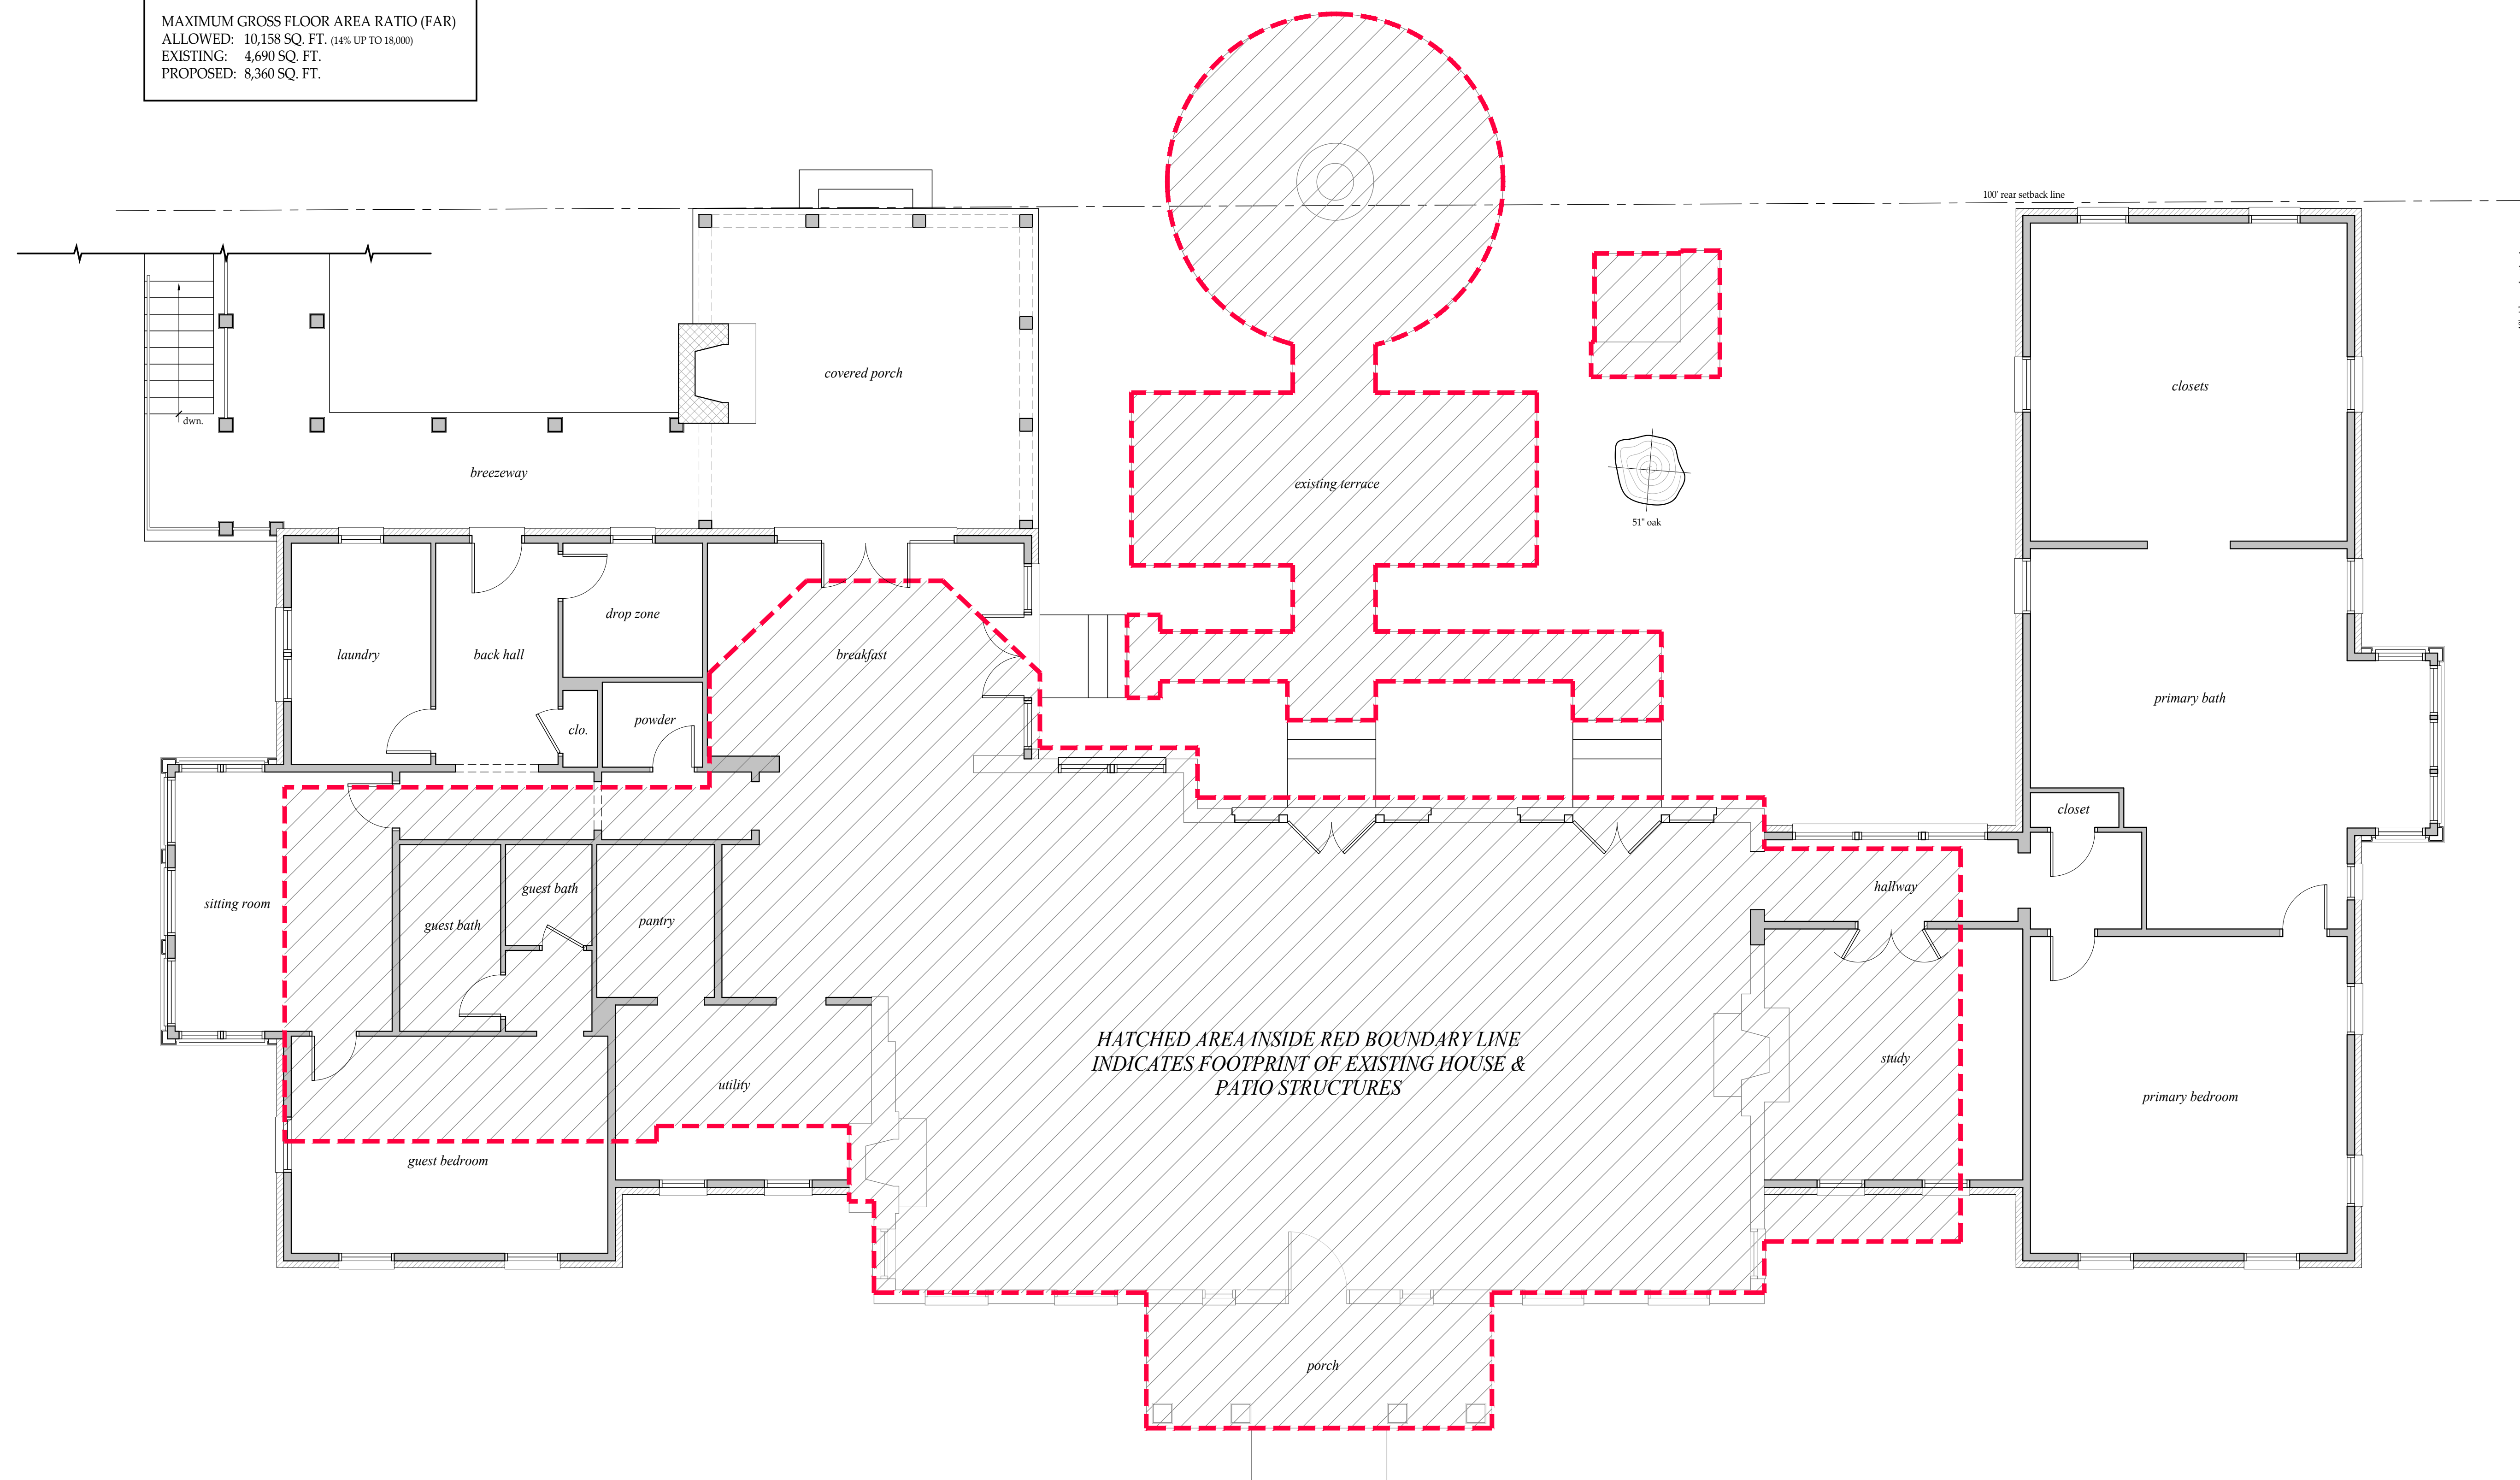 MAXIMUM GROSS FLOOR AREA RATIO (FAR)
ALLOWED: 10,158 SQ. FT. (14% UP TO 18,000)
EXISTING: 4,690 SQ. FT.
PROPOSED: 8,360 SQ. FT.
100' rear setback line
covered porch
closets
dwn.
breezeway
existing terrace
51" oak
drop zone
laundry
back hall
breakfast
primary bath
powder
clo.
closet
hallway
guest bath
sitting room
guest bath
pantry
HATCHED AREA INSIDE RED BOUNDARY LINE
INDICATES FOOTPRINT OF EXISTING HOUSE &
PATIO STRUCTURES
study
utility
primary bedroom
guest bedroom
porch